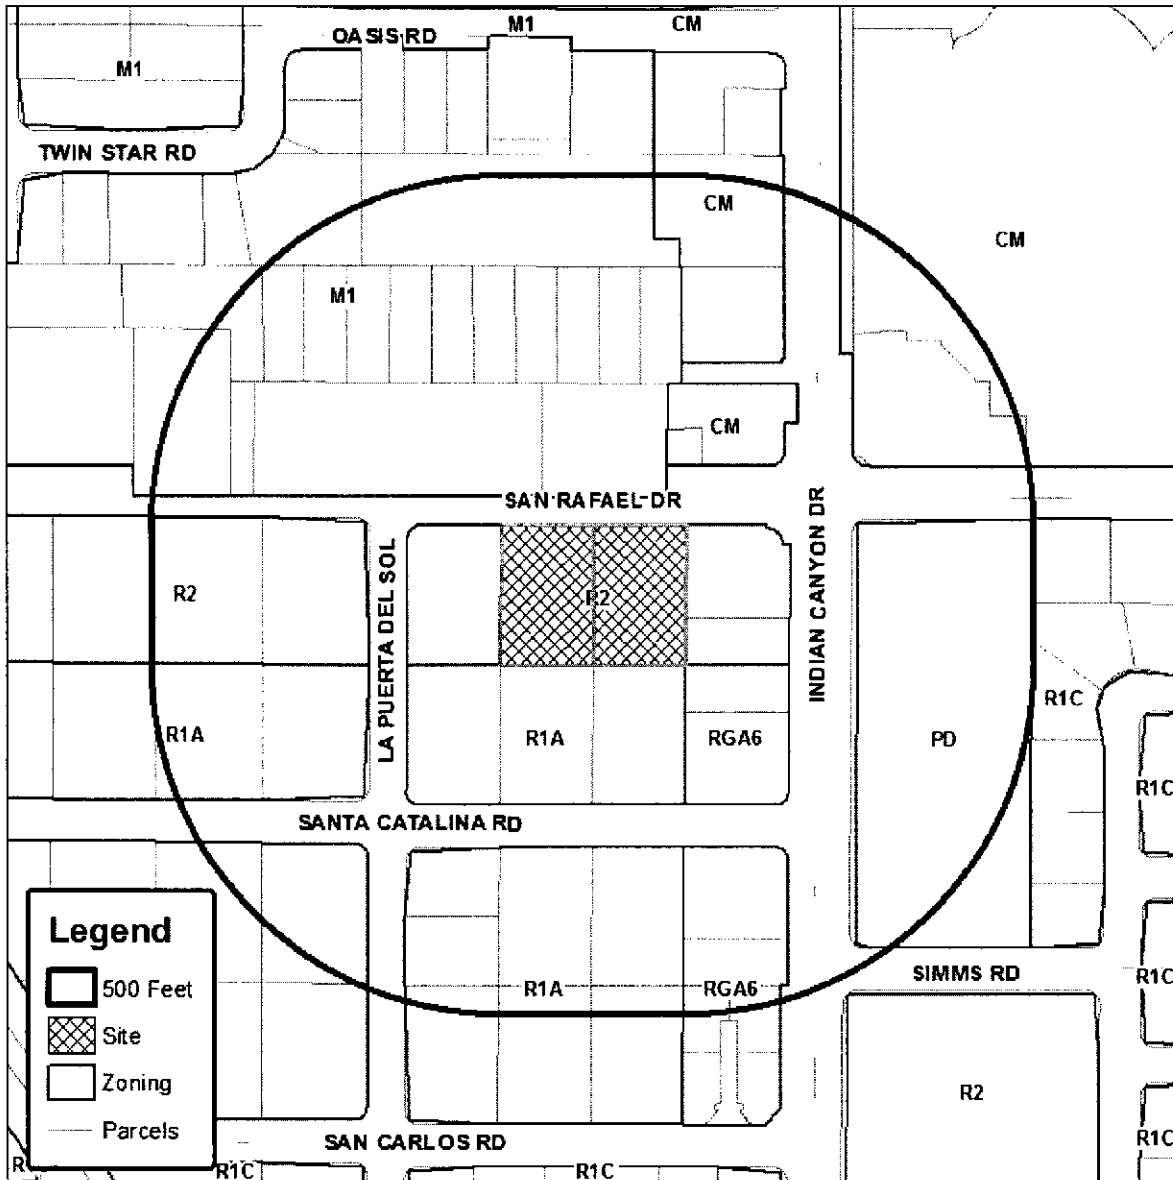 M1
CM
OASIS RD
M1
TWIN STAR RD
CM
CM
M1
CM
SAN RAFAEL DR
INDIAN CANYON DR
LA PUERTA DEL SOL
R2
R2
R1C
R1A
R1A
RGA6
PD
R1C
SANTA CATALINA RD
Legend
500 Feet
Site
Zoning
Parcels
SIMMS RD
R1C
R1A
RGA6
R2
SAN CARLOS RD
R1C
R1C
R1C